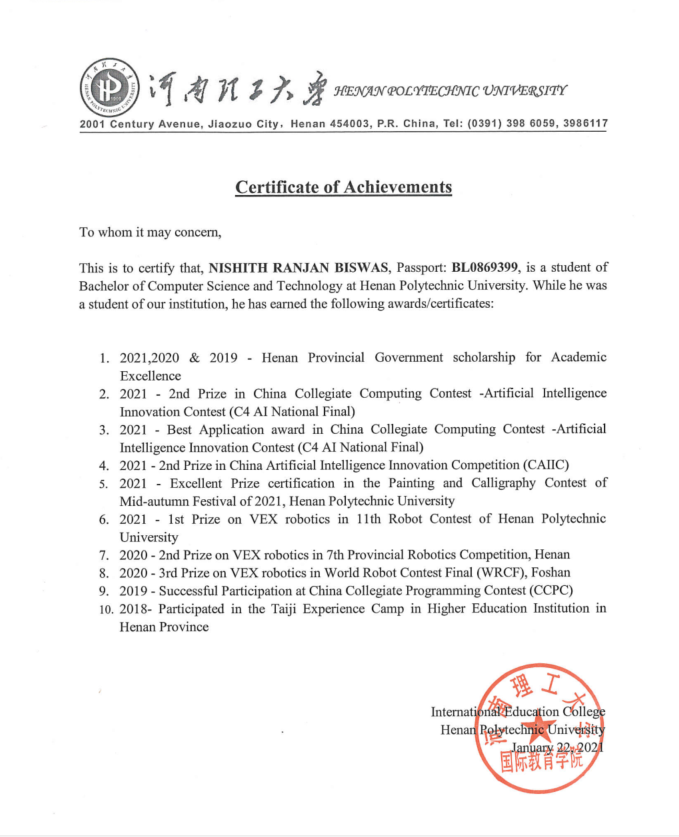 河南理工大学 HENAN POLYTECHNIC UNIVERSITY
2001 Century Avenue, Jiaozuo City, Henan 454003, P.R. China, Tel: (0391) 398 6059, 3986117
Certificate of Achievements
To whom it may concern,
This is to certify that, NISHITH RANJAN BISWAS, Passport: BL0869399, is a student of
Bachelor of Computer Science and Technology at Henan Polytechnic University. While he was
a student of our institution, he has earned the following awards/certificates:
1. 2021,2020 & 2019 - Henan Provincial Government scholarship for Academic
Excellence
2. 2021 - 2nd Prize in China Collegiate Computing Contest -Artificial Intelligence
Innovation Contest (C4 AI National Final)
3. 2021 - Best Application award in China Collegiate Computing Contest -Artificial
Intelligence Innovation Contest (C4 AI National Final)
4. 2021 - 2nd Prize in China Artificial Intelligence Innovation Competition (CAIIC)
5. 2021 - Excellent Prize certification in the Painting and Calligraphy Contest of
Mid-autumn Festival of 2021, Henan Polytechnic University
6. 2021 - 1st Prize on VEX robotics in 11th Robot Contest of Henan Polytechnic
University
7. 2020 - 2nd Prize on VEX robotics in 7th Provincial Robotics Competition, Henan
8. 2020 - 3rd Prize on VEX robotics in World Robot Contest Final (WRCF), Foshan
9. 2019 - Successful Participation at China Collegiate Programming Contest (CCPC)
10. 2018- Participated in the Taiji Experience Camp in Higher Education Institution in
Henan Province
International Education College
Henan Polytechnic University
January 22, 2021
河南理工大学
国际教育学院